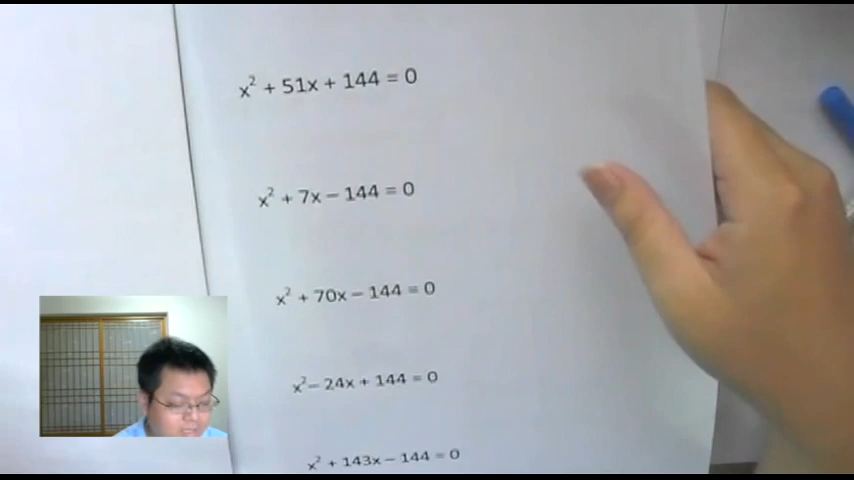 x² + 51x + 144 = 0
x² + 7x − 144 = 0
x² + 70x − 144 = 0
x² − 24x + 144 = 0
x² + 143x − 144 = 0